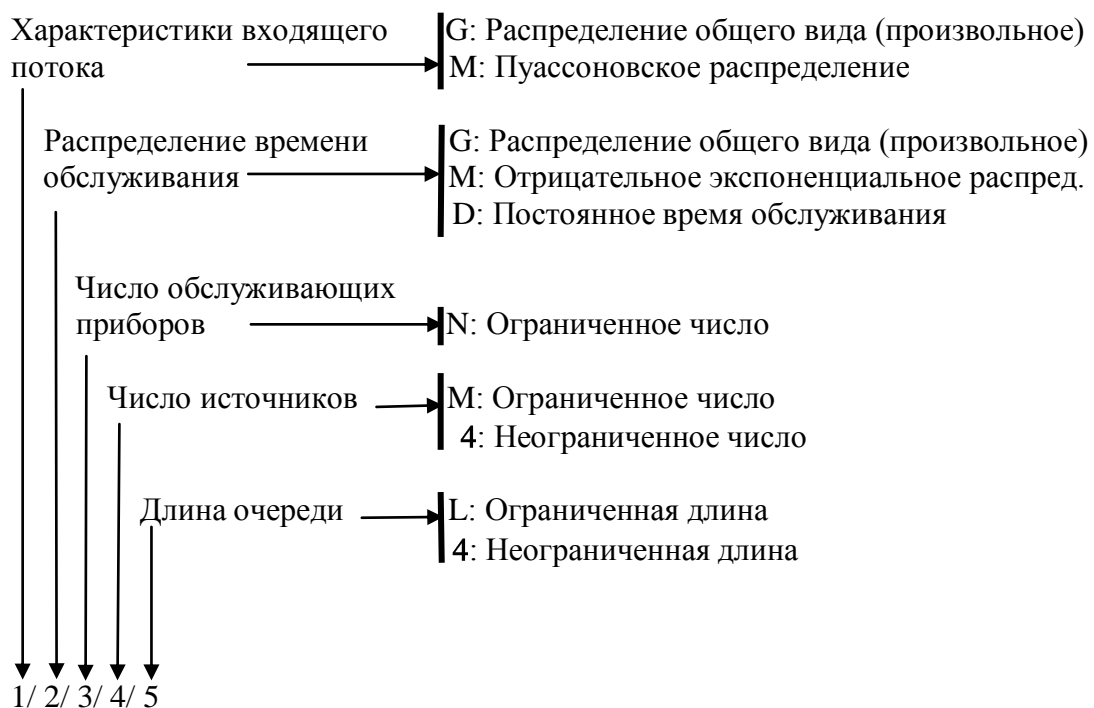 Характеристики входящего
потока
G: Распределение общего вида (произвольное)
M: Пуассоновское распределение
Распределение времени
обслуживания
G: Распределение общего вида (произвольное)
M: Отрицательное экспоненциальное распред.
D: Постоянное время обслуживания
Число обслуживающих
приборов
N: Ограниченное число
Число источников
M: Ограниченное число
4: Неограниченное число
Длина очереди
L: Ограниченная длина
4: Неограниченная длина
1/ 2/ 3/ 4/ 5